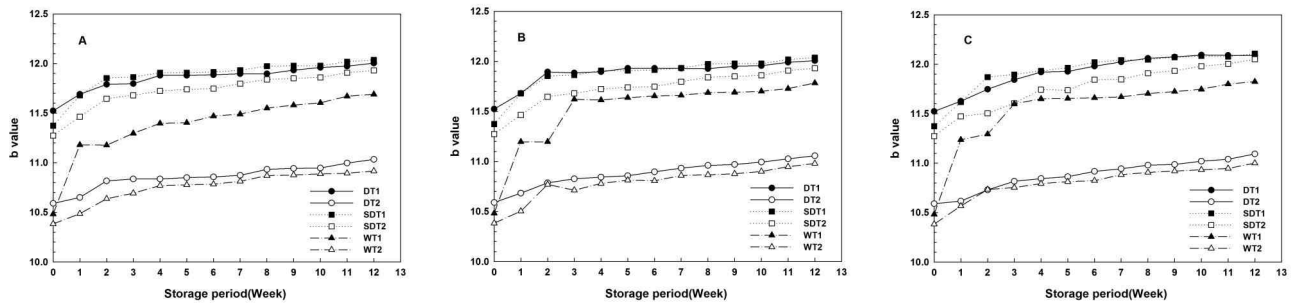 12.5
12.0
11.5
11.0
10.5
10.0
b value
A
DT1
DT2
SDT1
SDT2
WT1
WT2
0 1 2 3 4 5 6 7 8 9 10 11 12 13
Storage period(Week)
12.5
12.0
11.5
11.0
10.5
10.0
b value
B
DT1
DT2
SDT1
SDT2
WT1
WT2
0 1 2 3 4 5 6 7 8 9 10 11 12 13
Storage period(Week)
12.5
12.0
11.5
11.0
10.5
10.0
b value
C
DT1
DT2
SDT1
SDT2
WT1
WT2
0 1 2 3 4 5 6 7 8 9 10 11 12 13
Storage period(Week)